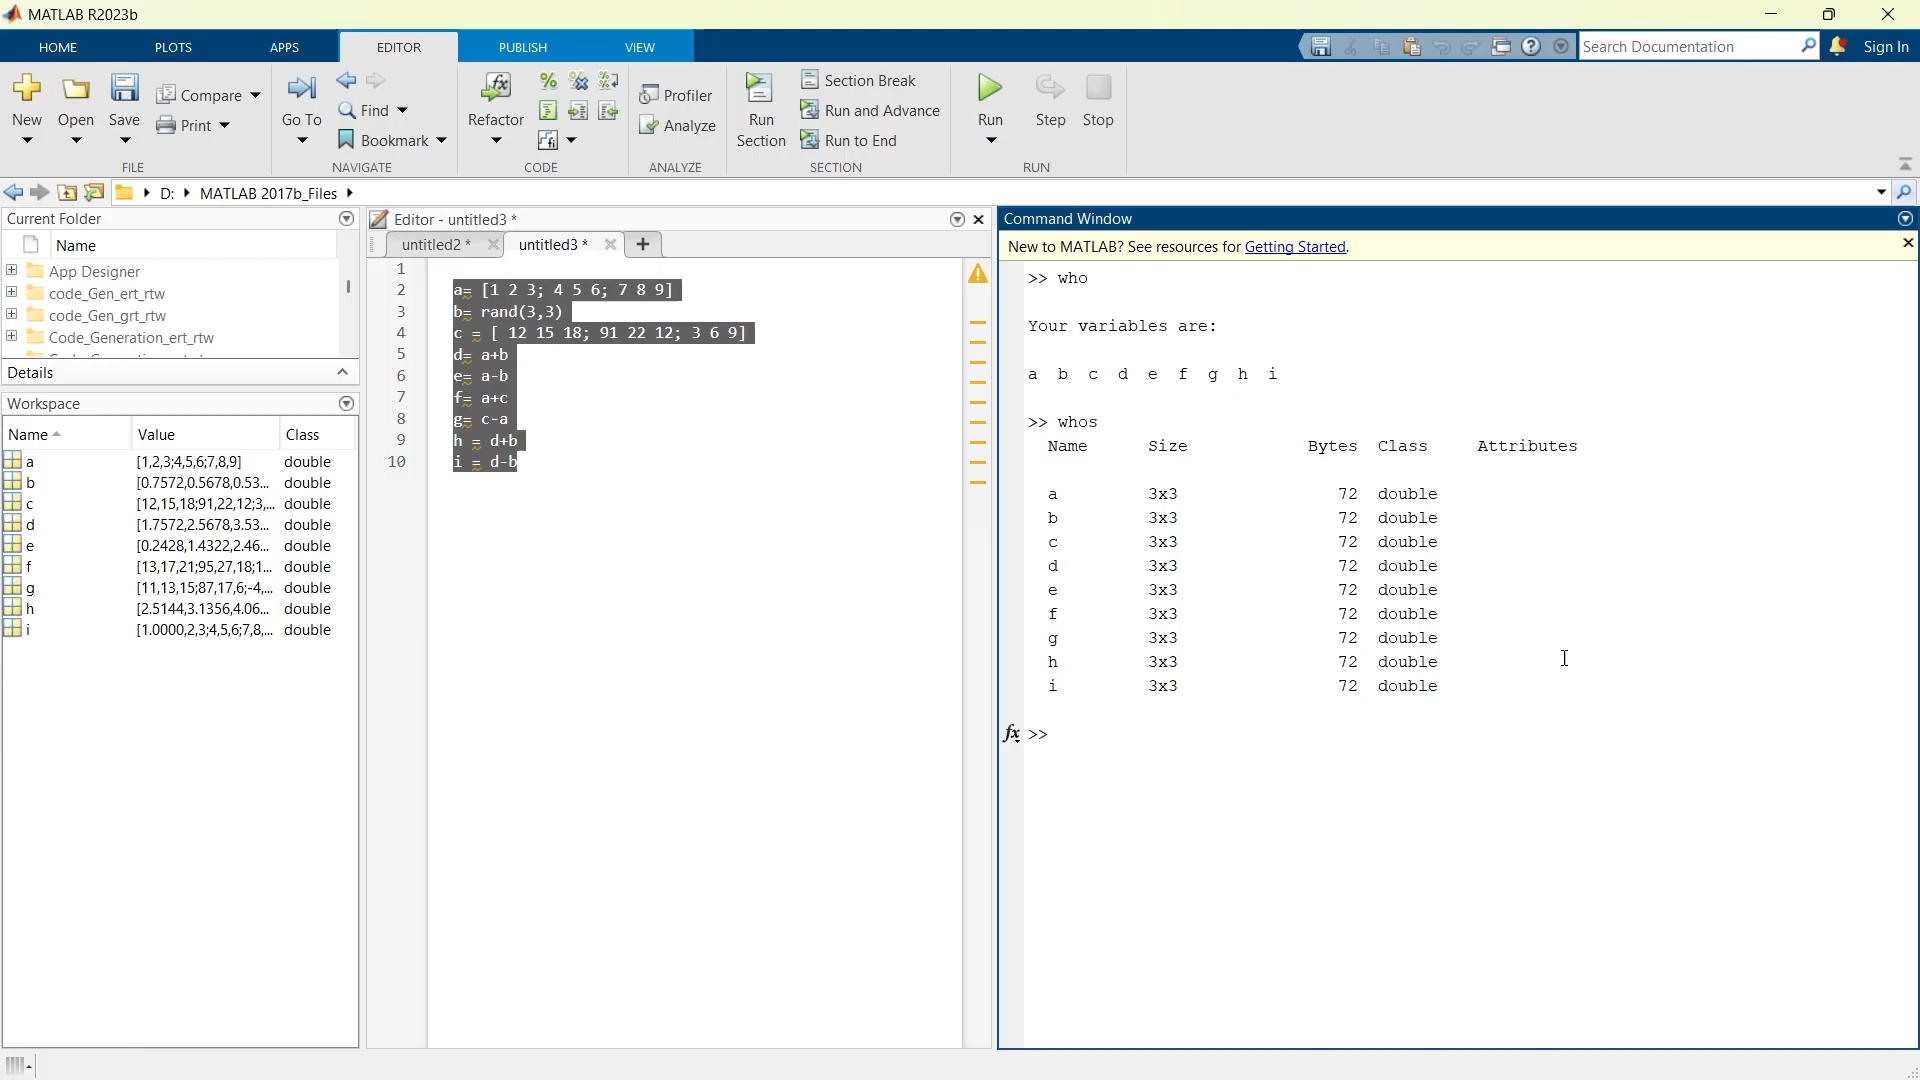 MATLAB R2023b
HOME PLOTS APPS EDITOR PUBLISH VIEW Search Documentation Sign In
New Open Save Compare Print
FILE
Go To Find Bookmark
NAVIGATE
Refactor
CODE
Profiler
Analyze
ANALYZE
Run Section
Section Break
Run and Advance
Run to End
SECTION
Run Step Stop
RUN
D: MATLAB 2017b_Files
Current Folder
Name
App Designer
code_Gen_ert_rtw
code_Gen_grt_rtw
Code_Generation_ert_rtw
Details
Workspace
Name Value Class
a [1,2,3;4,5,6;7,8,9] double
b [0.7572,0.5678,0.53... double
c [12,15,18;91,22,12;3,... double
d [1.7572,2.5678,3.53... double
e [0.2428,1.4322,2.46... double
f [13,17,21;95,27,18;1... double
g [11,13,15;87,17,6;-4,... double
h [2.5144,3.1356,4.06... double
i [1.0000,2,3;4,5,6;7,8,... double
Editor - untitled3 *
untitled2 * untitled3 *
1
2 a= [1 2 3; 4 5 6; 7 8 9]
3 b= rand(3,3)
4 c = [ 12 15 18; 91 22 12; 3 6 9]
5 d= a+b
6 e= a-b
7 f= a+c
8 g= c-a
9 h = d+b
10 i = d-b
Command Window
New to MATLAB? See resources for Getting Started.
>> who
Your variables are:
a b c d e f g h i
>> whos
Name Size Bytes Class Attributes
a 3x3 72 double
b 3x3 72 double
c 3x3 72 double
d 3x3 72 double
e 3x3 72 double
f 3x3 72 double
g 3x3 72 double
h 3x3 72 double
i 3x3 72 double
fx >>